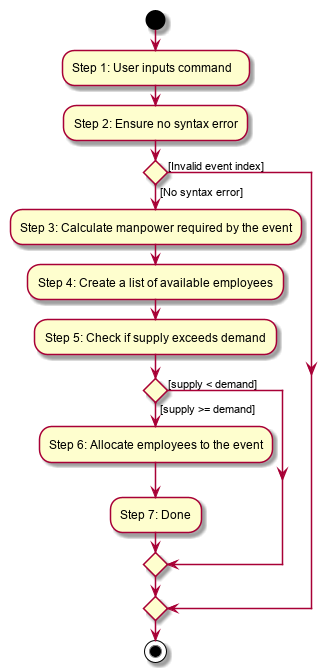 Step 1: User inputs command
Step 2: Ensure no syntax error
[Invalid event index]
[No syntax error]
Step 3: Calculate manpower required by the event
Step 4: Create a list of available employees
Step 5: Check if supply exceeds demand
[supply < demand]
[supply >= demand]
Step 6: Allocate employees to the event
Step 7: Done